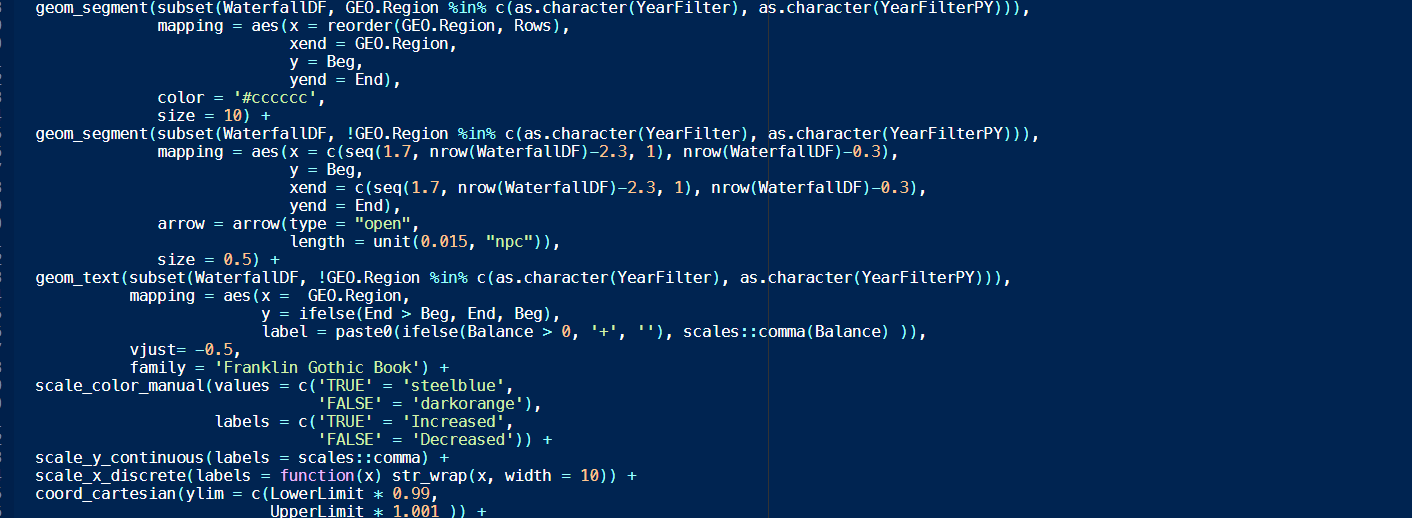 geom_segment(subset(WaterfallDF, GEO.Region %in% c(as.character(YearFilter), as.character(YearFilterPY))),
mapping = aes(x = reorder(GEO.Region, Rows),
xend = GEO.Region,
y = Beg,
yend = End),
color = '#cccccc',
size = 10) +
geom_segment(subset(WaterfallDF, !GEO.Region %in% c(as.character(YearFilter), as.character(YearFilterPY))),
mapping = aes(x = c(seq(1.7, nrow(WaterfallDF)-2.3, 1), nrow(WaterfallDF)-0.3),
y = Beg,
xend = c(seq(1.7, nrow(WaterfallDF)-2.3, 1), nrow(WaterfallDF)-0.3),
yend = End),
arrow = arrow(type = "open",
length = unit(0.015, "npc")),
size = 0.5) +
geom_text(subset(WaterfallDF, !GEO.Region %in% c(as.character(YearFilter), as.character(YearFilterPY))),
mapping = aes(x =  GEO.Region,
y = ifelse(End > Beg, End, Beg),
label = paste0(ifelse(Balance > 0, '+', ''), scales::comma(Balance) )),
vjust= -0.5,
family = 'Franklin Gothic Book') +
scale_color_manual(values = c('TRUE' = 'steelblue',
'FALSE' = 'darkorange'),
labels = c('TRUE' = 'Increased',
'FALSE' = 'Decreased')) +
scale_y_continuous(labels = scales::comma) +
scale_x_discrete(labels = function(x) str_wrap(x, width = 10)) +
coord_cartesian(ylim = c(LowerLimit * 0.99,
UpperLimit * 1.001 )) +